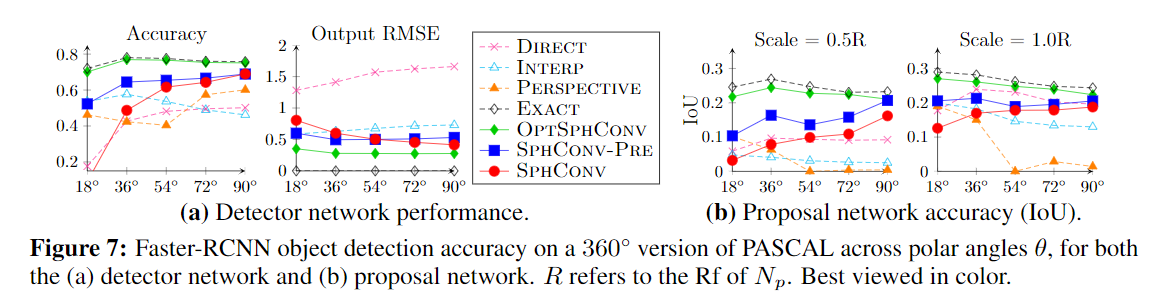 Accuracy
0.8
0.6
0.4
0.2
18° 36° 54° 72° 90°
Output RMSE
2
1.5
1
0.5
0
18° 36° 54° 72° 90°
DIRECT
INTERP
PERSPECTIVE
EXACT
OPTSPHCONV
SPHCONV-PRE
SPHCONV
(a) Detector network performance.
Scale = 0.5R
IoU
0.3
0.2
0.1
0
18° 36° 54° 72° 90°
Scale = 1.0R
0.3
0.2
0.1
0
18° 36° 54° 72° 90°
(b) Proposal network accuracy (IoU).
Figure 7: Faster-RCNN object detection accuracy on a 360° version of PASCAL across polar angles θ, for both
the (a) detector network and (b) proposal network. R refers to the Rf of Np. Best viewed in color.